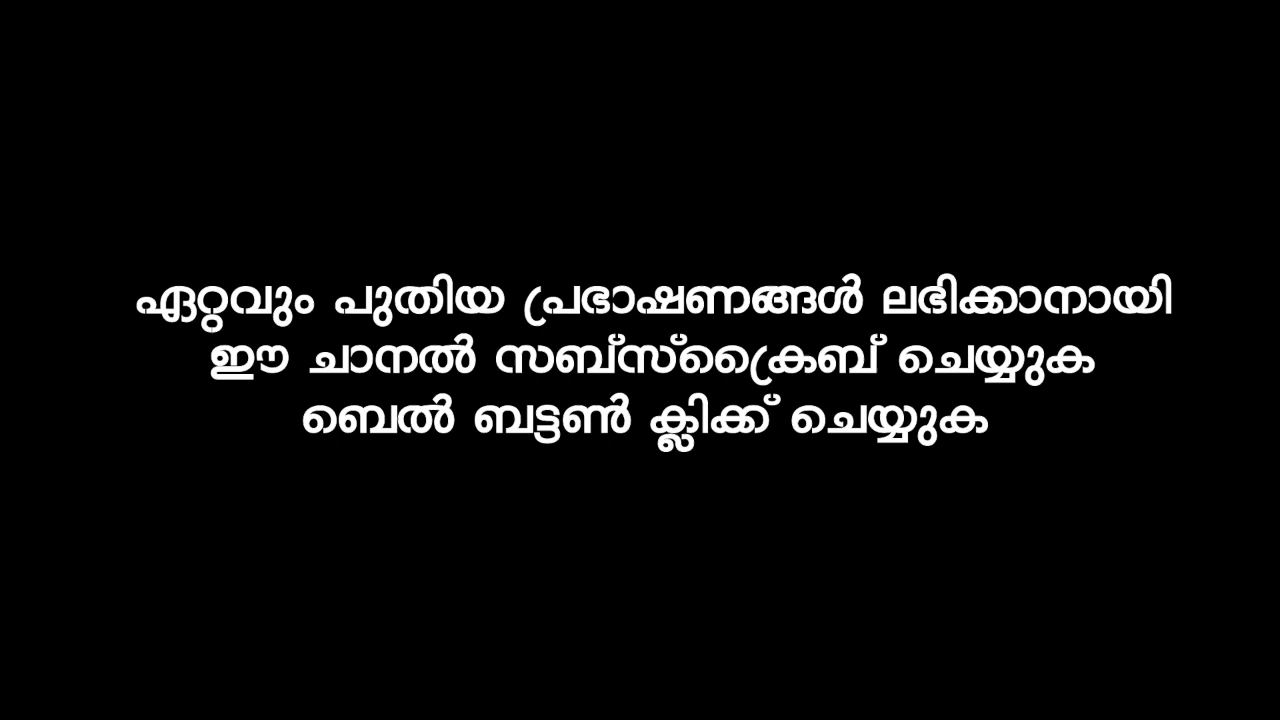 ഏറ്റവും പുതിയ പ്രഭാഷണങ്ങൾ ലഭിക്കാനായി
ഈ ചാനൽ സബ്സ്ക്രൈബ് ചെയ്യുക
ബെൽ ബട്ടൺ ക്ലിക്ക് ചെയ്യുക